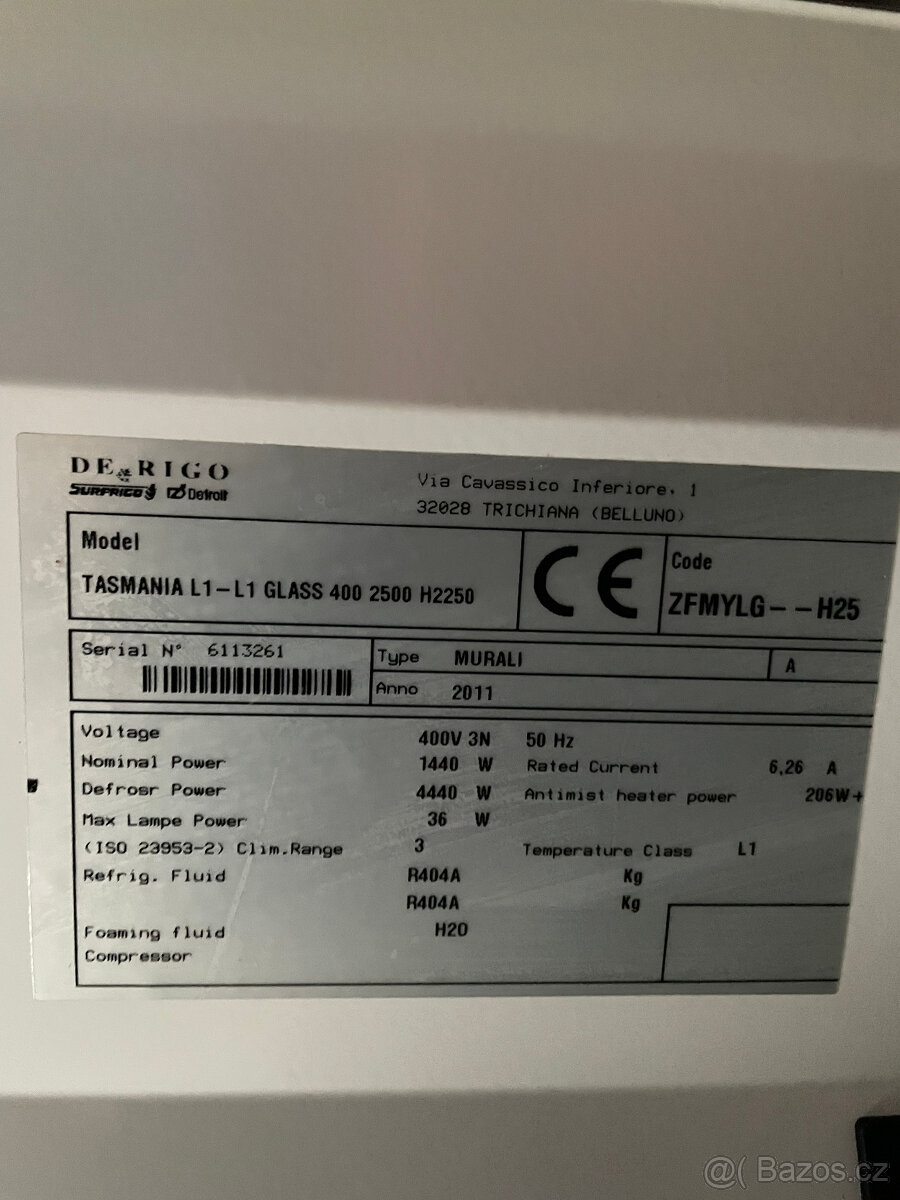 DE RIGO
SURFRIGO Detroit
Via Cavassico Inferiore, 1
32028 TRICHIANA (BELLUNO)
Model
TASMANIA L1-L1 GLASS 400 2500 H2250
CE
Code
ZFMYLG--H25
Serial N° 6113261
Type MURALI A
Anno 2011
Voltage 400V 3N 50 Hz
Nominal Power 1440 W Rated Current 6,26 A
Defrosr Power 4440 W Antimist heater power 206W+
Max Lampe Power 36 W
(ISO 23953-2) Clim.Range 3 Temperature Class L1
Refrig. Fluid R404A Kg
R404A Kg
Foaming fluid H2O
Compressor
@( Bazos.cz